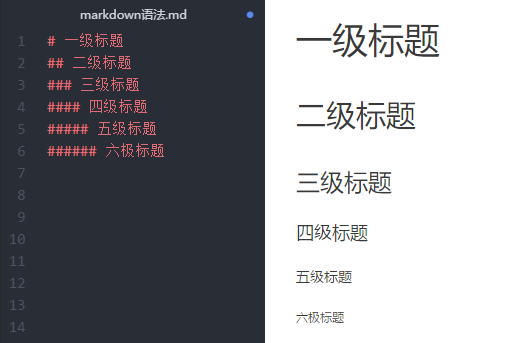 markdown语法.md
1 # 一级标题
2 ## 二级标题
3 ### 三级标题
4 #### 四级标题
5 ##### 五级标题
6 ###### 六极标题
7
8
9
10
11
12
13
14
一级标题
二级标题
三级标题
四级标题
五级标题
六极标题